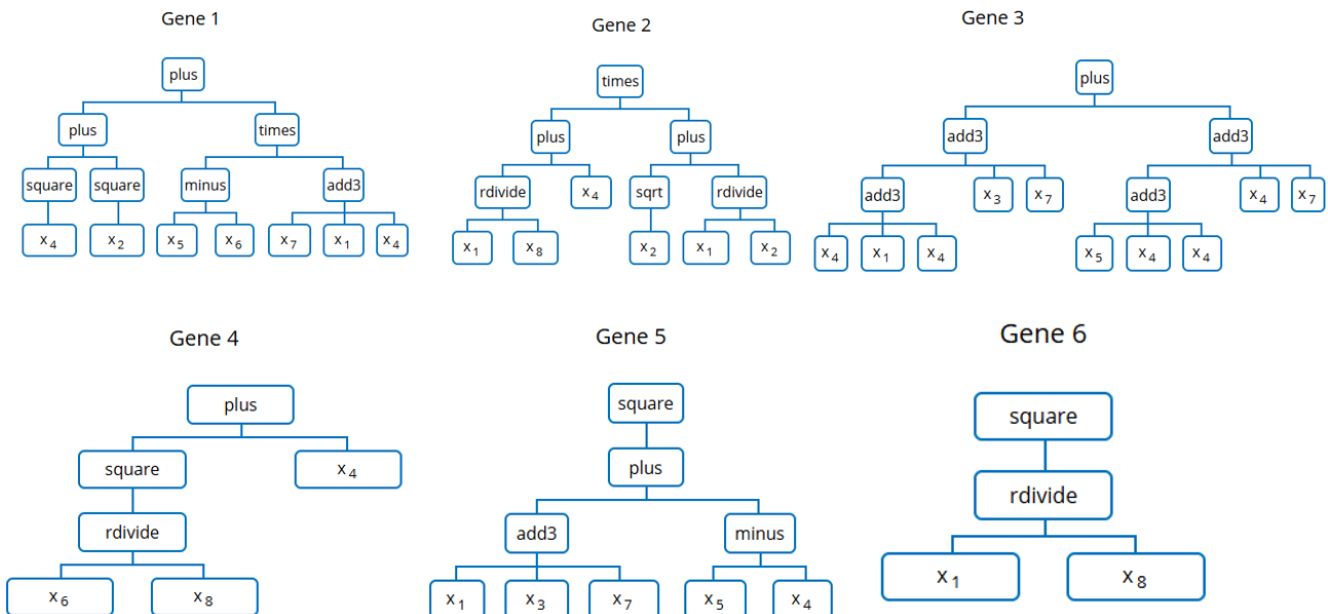 Gene 1
plus
plus times
square square minus add3
x4 x2 x5 x6 x7 x1 x4
Gene 2
times
plus plus
rdivide x4 sqrt rdivide
x1 x8 x2 x1 x2
Gene 3
plus
add3 add3
add3 x3 x7 add3 x4 x7
x4 x1 x4 x5 x4 x4
Gene 4
plus
square x4
rdivide
x6 x8
Gene 5
square
plus
add3 minus
x1 x3 x7 x5 x4
Gene 6
square
rdivide
x1 x8